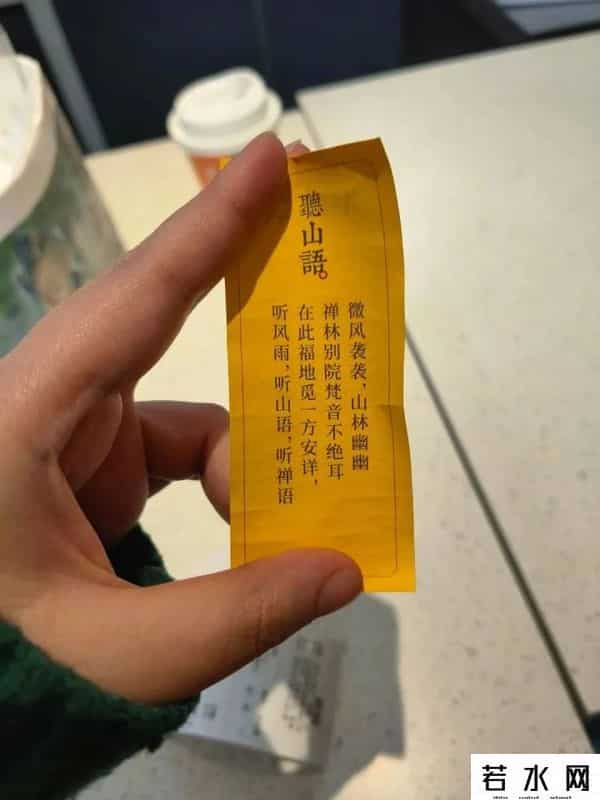 聽山語。
微风袭袭，山林幽幽
禅林别院梵音不绝耳
在此福地觅一方安详，
听风雨，听山语，听禅语
若水网